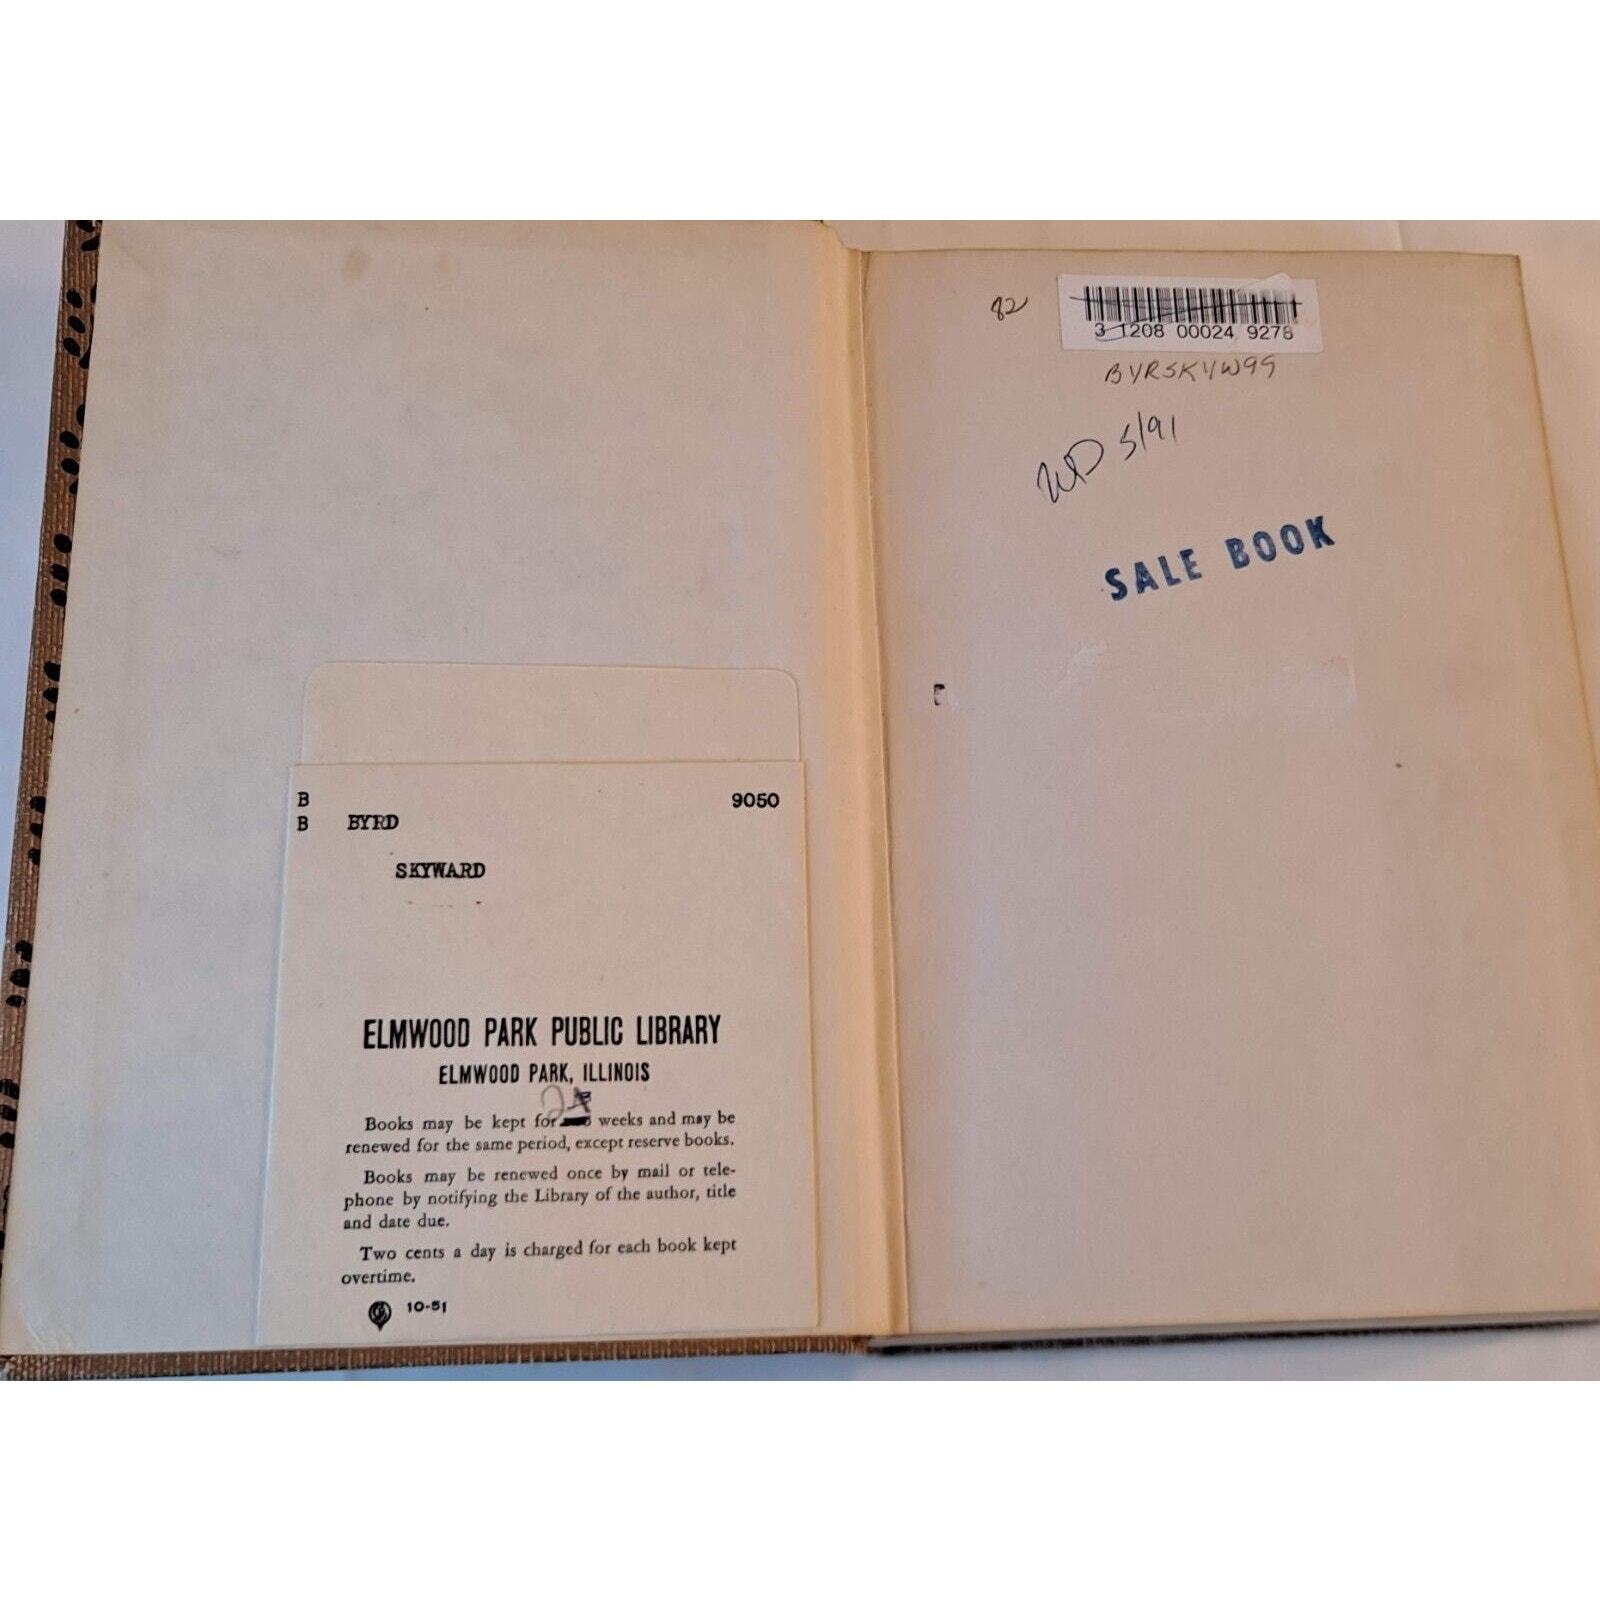 B 9050
B BYRD
SKYWARD
ELMWOOD PARK PUBLIC LIBRARY
ELMWOOD PARK, ILLINOIS
Books may be kept for weeks and may be
renewed for the same period, except reserve books.
Books may be renewed once by mail or tele-
phone by notifying the Library of the author, title
and date due.
Two cents a day is charged for each book kept
overtime.
10-51
82
3 1208 00024 9278
BYRSKYW99
WD 5/91
SALE BOOK